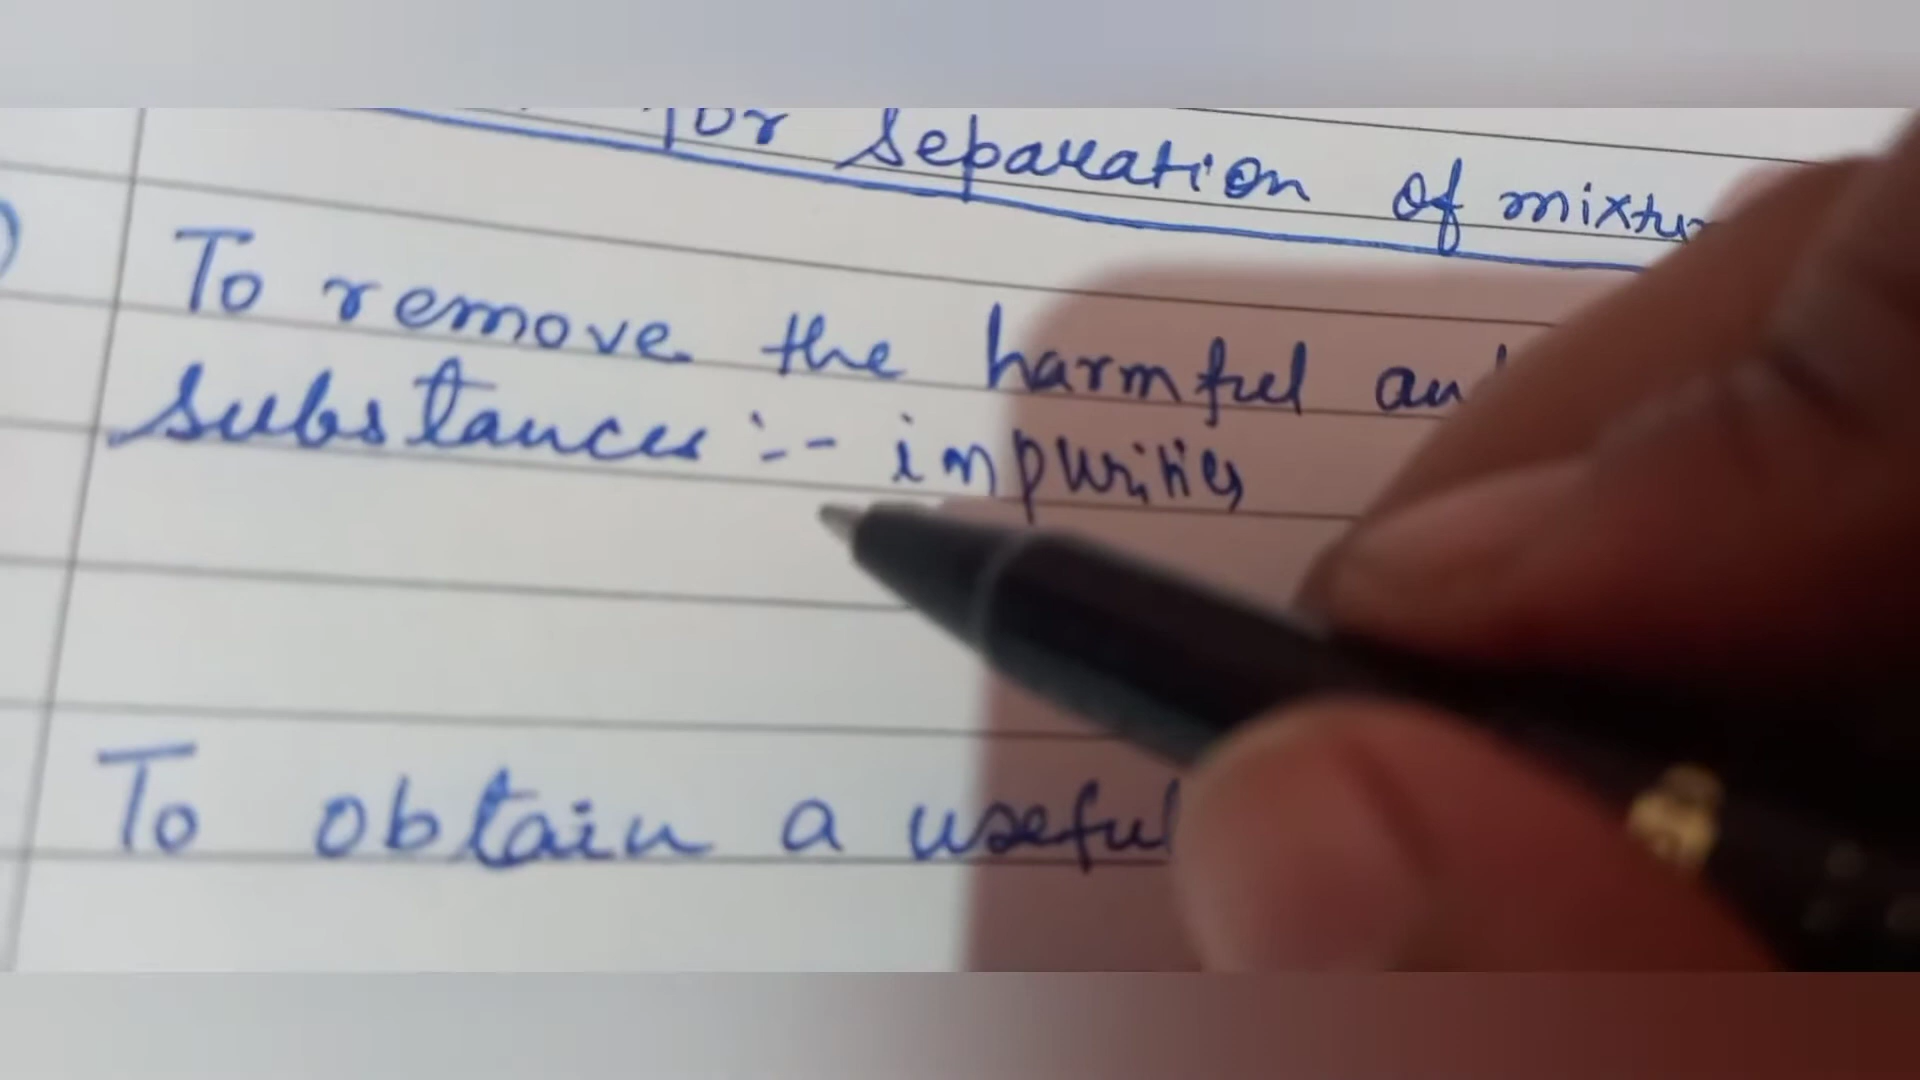 for separation of
To remove the harmful
substances :- impurities
To obtain a useful